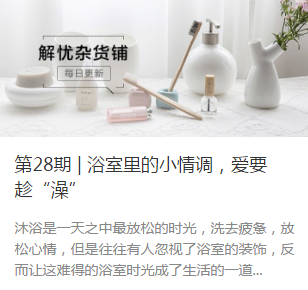 解忧杂货铺
每日更新
第28期 | 浴室里的小情调，爱要
趁“澡”
沐浴是一天之中最放松的时光，洗去疲惫，放
松心情，但是往往有人忽视了浴室的装饰，反
而让这难得的浴室时光成了生活的一道...